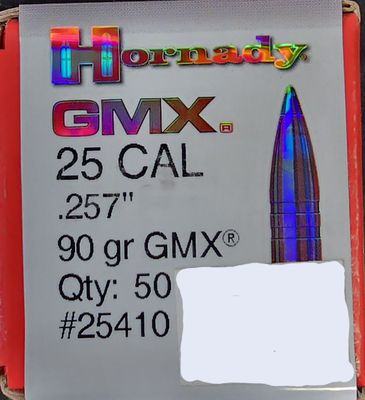 Hornady®
GMX®
25 CAL
.257"
90 gr GMX®
Qty: 50
#25410